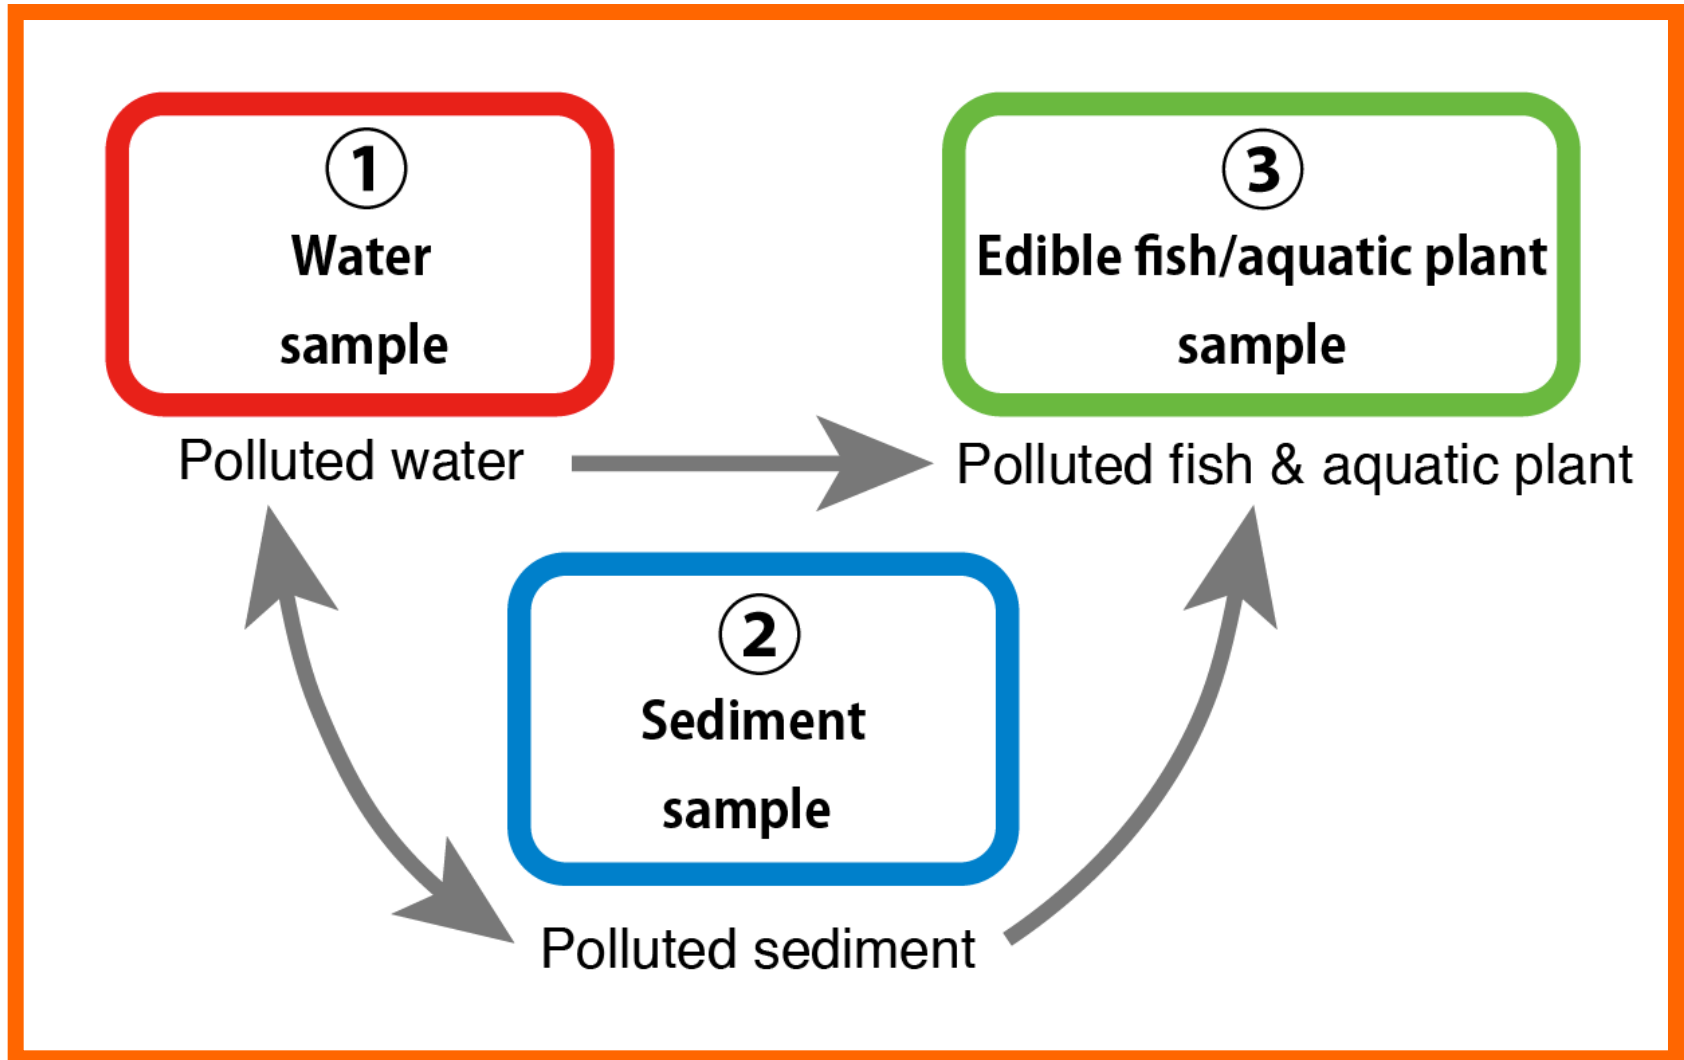 ①
Water
sample
Polluted water
③
Edible fish/aquatic plant
sample
Polluted fish & aquatic plant
②
Sediment
sample
Polluted sediment